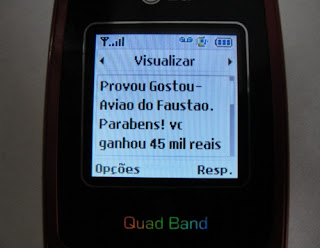 Visualizar
Provou Gostou-
Aviao do Faustao.
Parabens! vc
ganhou 45 mil reais
Opções Resp.
Quad Band